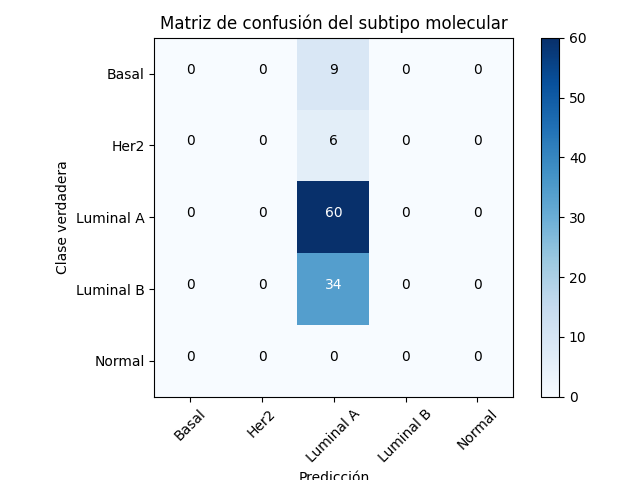 Matriz de confusión del subtipo molecular
Clase verdadera
Basal 0 0 9 0 0
Her2 0 0 6 0 0
Luminal A 0 0 60 0 0
Luminal B 0 0 34 0 0
Normal 0 0 0 0 0
Basal Her2 Luminal A Luminal B Normal
Predicción
60
50
40
30
20
10
0